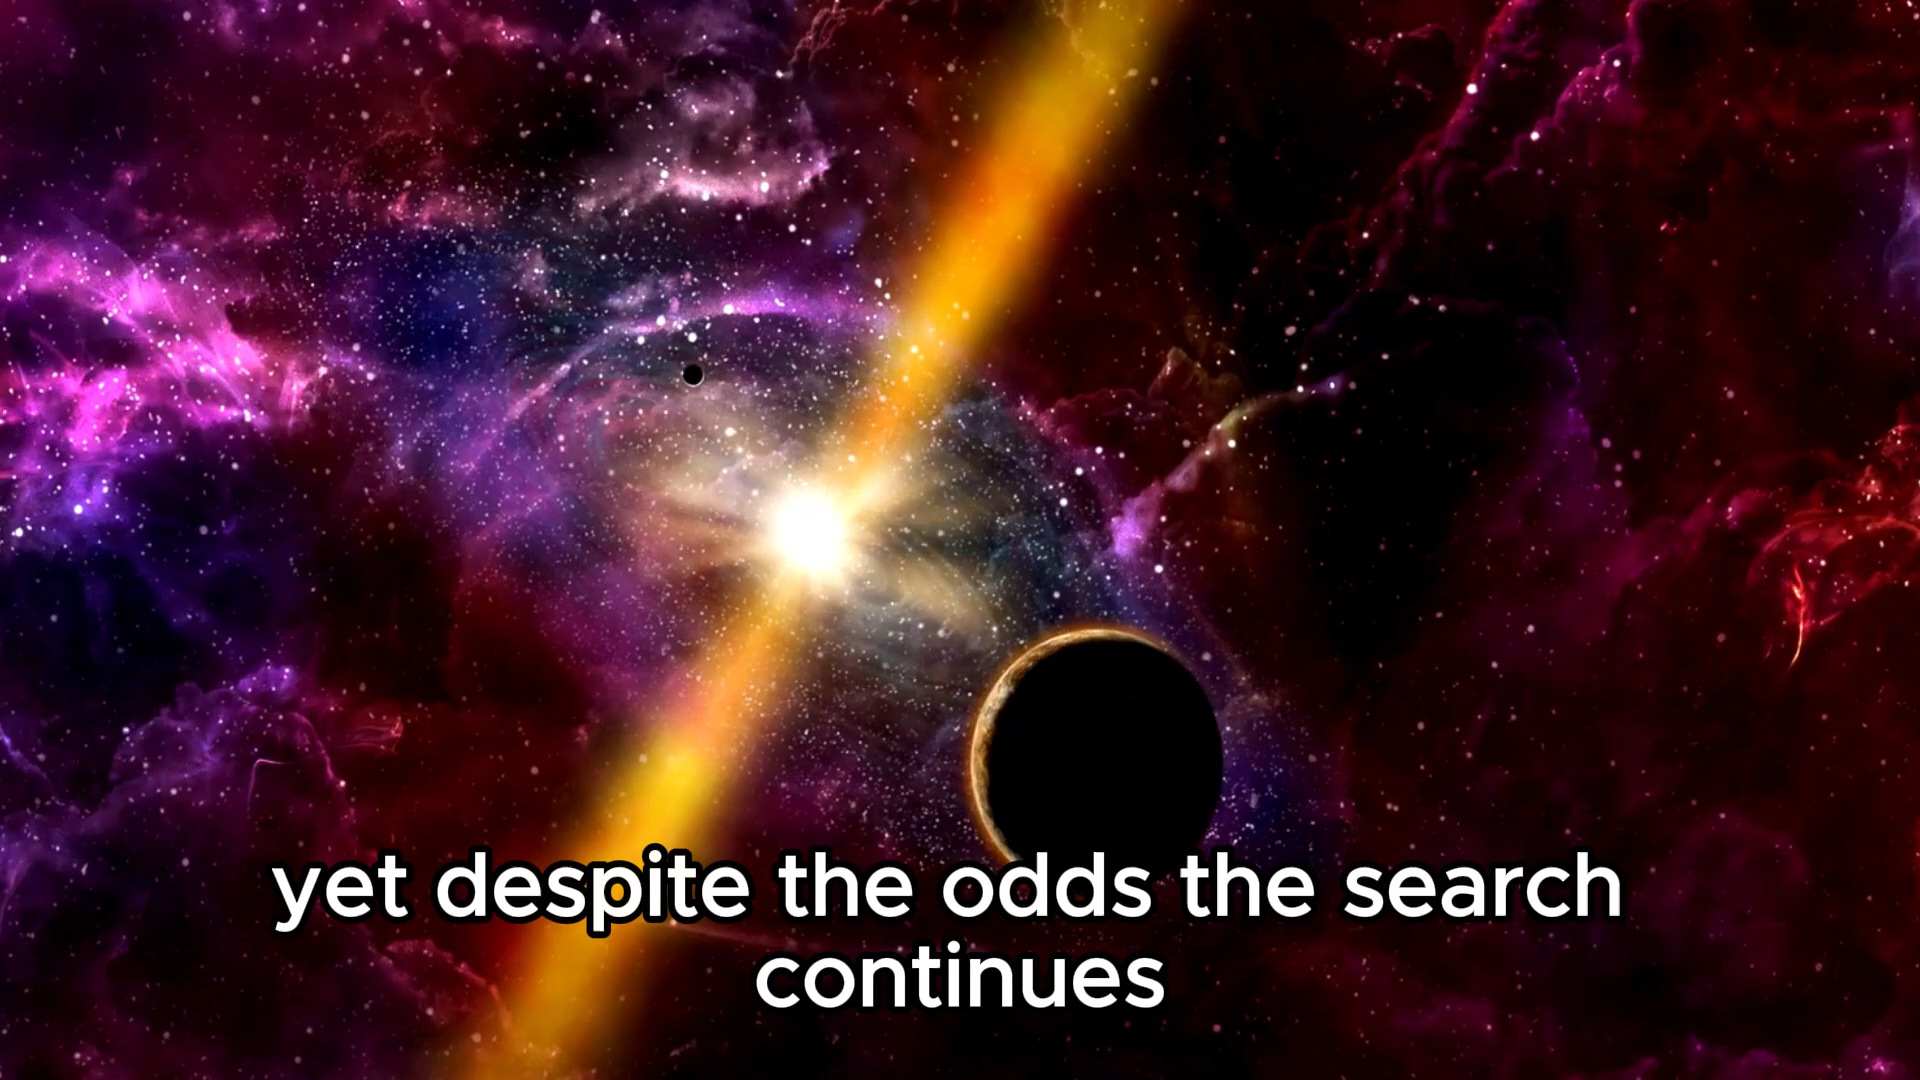 yet despite the odds the search
continues